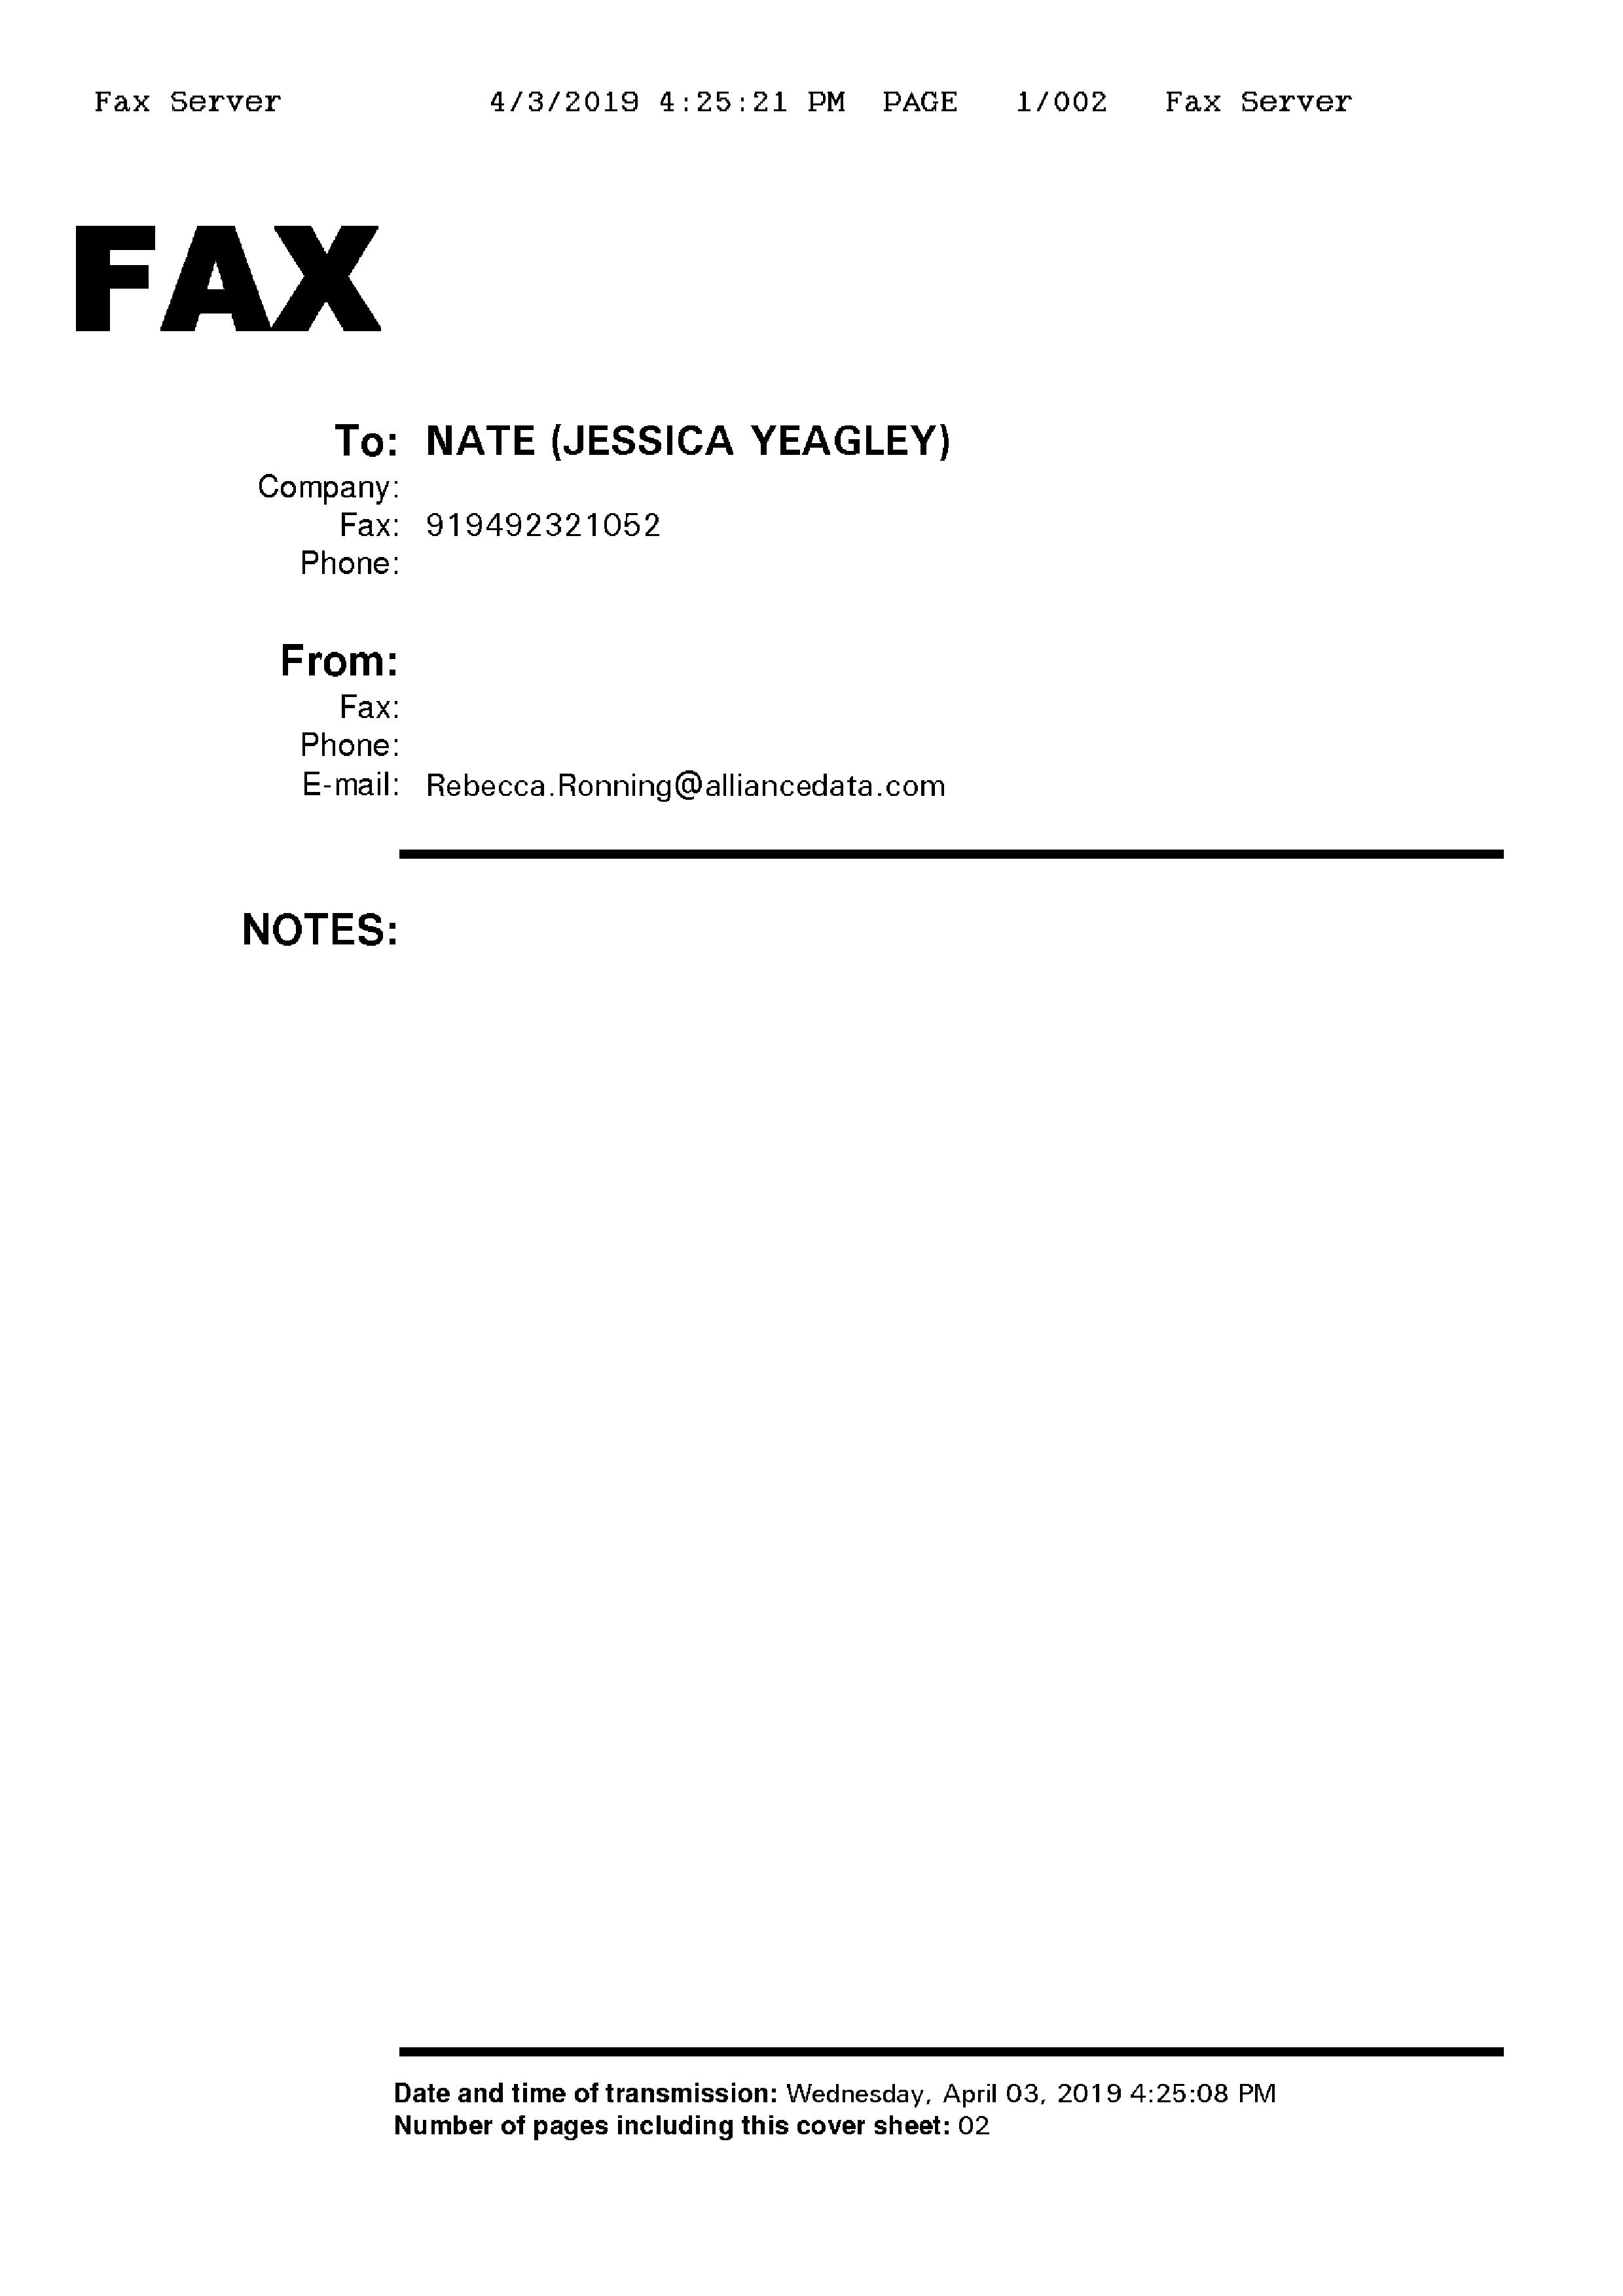 Fax Server 4/3/2019 4:25:21 PM PAGE 1/002 Fax Server
FAX
To: NATE (JESSICA YEAGLEY)
Company:
Fax: 919492321052
Phone:
From:
Fax:
Phone:
E-mail: Rebecca.Ronning@alliancedata.com
NOTES:
Date and time of transmission: Wednesday, April 03, 2019 4:25:08 PM
Number of pages including this cover sheet: 02